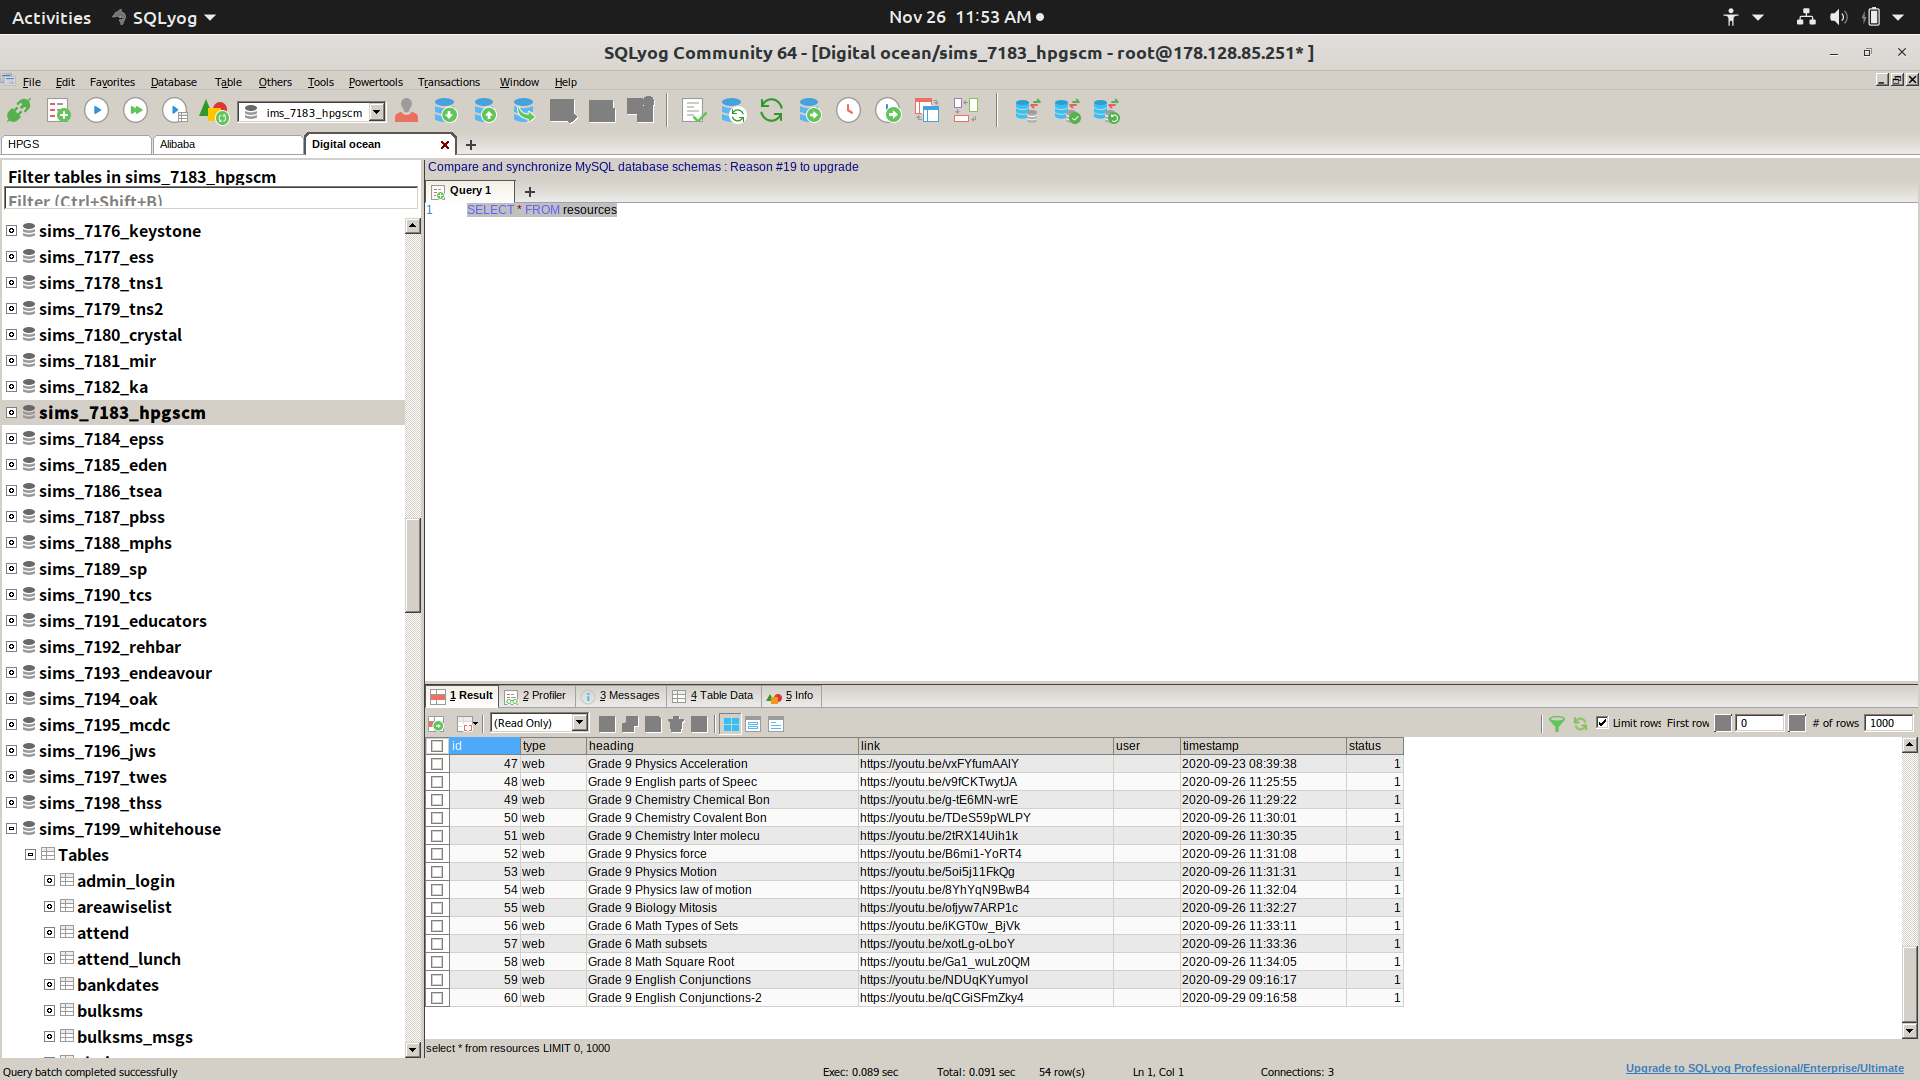 Activities SQLyog Nov 26 11:53 AM
SQLyog Community 64 - [Digital ocean/sims_7183_hpgscm - root@178.128.85.251* ]
File Edit Favorites Database Table Others Tools Powertools Transactions Window Help
ims_7183_hpgscm
HPGS Alibaba Digital ocean
Compare and synchronize MySQL database schemas : Reason #19 to upgrade
Filter tables in sims_7183_hpgscm
Filter (Ctrl+Shift+B)
Query 1
1 SELECT * FROM resources
sims_7176_keystone
sims_7177_ess
sims_7178_tns1
sims_7179_tns2
sims_7180_crystal
sims_7181_mir
sims_7182_ka
sims_7183_hpgscm
sims_7184_epss
sims_7185_eden
sims_7186_tsea
sims_7187_pbss
sims_7188_mphs
sims_7189_sp
sims_7190_tcs
sims_7191_educators
sims_7192_rehbar
sims_7193_endeavour
sims_7194_oak
sims_7195_mcdc
sims_7196_jws
sims_7197_twes
sims_7198_thss
sims_7199_whitehouse
Tables
admin_login
areawiselist
attend
attend_lunch
bankdates
bulksms
bulksms_msgs
1 Result 2 Profiler 3 Messages 4 Table Data 5 Info
(Read Only) Limit rows First row 0 # of rows 1000
id type heading link user timestamp status
47 web Grade 9 Physics Acceleration https://youtu.be/vxFYfumAAlY 2020-09-23 08:39:38 1
48 web Grade 9 English parts of Speec https://youtu.be/v9fCKTwytJA 2020-09-26 11:25:55 1
49 web Grade 9 Chemistry Chemical Bon https://youtu.be/g-tE6MN-wrE 2020-09-26 11:29:22 1
50 web Grade 9 Chemistry Covalent Bon https://youtu.be/TDeS59pWLPY 2020-09-26 11:30:01 1
51 web Grade 9 Chemistry Inter molecu https://youtu.be/2tRX14Uih1k 2020-09-26 11:30:35 1
52 web Grade 9 Physics force https://youtu.be/B6mi1-YoRT4 2020-09-26 11:31:08 1
53 web Grade 9 Physics Motion https://youtu.be/5oi5j11FkQg 2020-09-26 11:31:31 1
54 web Grade 9 Physics law of motion https://youtu.be/8YhYqN9BwB4 2020-09-26 11:32:04 1
55 web Grade 9 Biology Mitosis https://youtu.be/ofjyw7ARP1c 2020-09-26 11:32:27 1
56 web Grade 6 Math Types of Sets https://youtu.be/iKGT0w_BjVk 2020-09-26 11:33:11 1
57 web Grade 6 Math subsets https://youtu.be/xotLg-oLboY 2020-09-26 11:33:36 1
58 web Grade 8 Math Square Root https://youtu.be/Ga1_wuLz0QM 2020-09-26 11:34:05 1
59 web Grade 9 English Conjunctions https://youtu.be/NDUqKYumyoI 2020-09-29 09:16:17 1
60 web Grade 9 English Conjunctions-2 https://youtu.be/qCGiSFmZky4 2020-09-29 09:16:58 1
select * from resources LIMIT 0, 1000
Query batch completed successfully Exec: 0.089 sec Total: 0.091 sec 54 row(s) Ln 1, Col 1 Connections: 3 Upgrade to SQLyog Professional/Enterprise/Ultimate